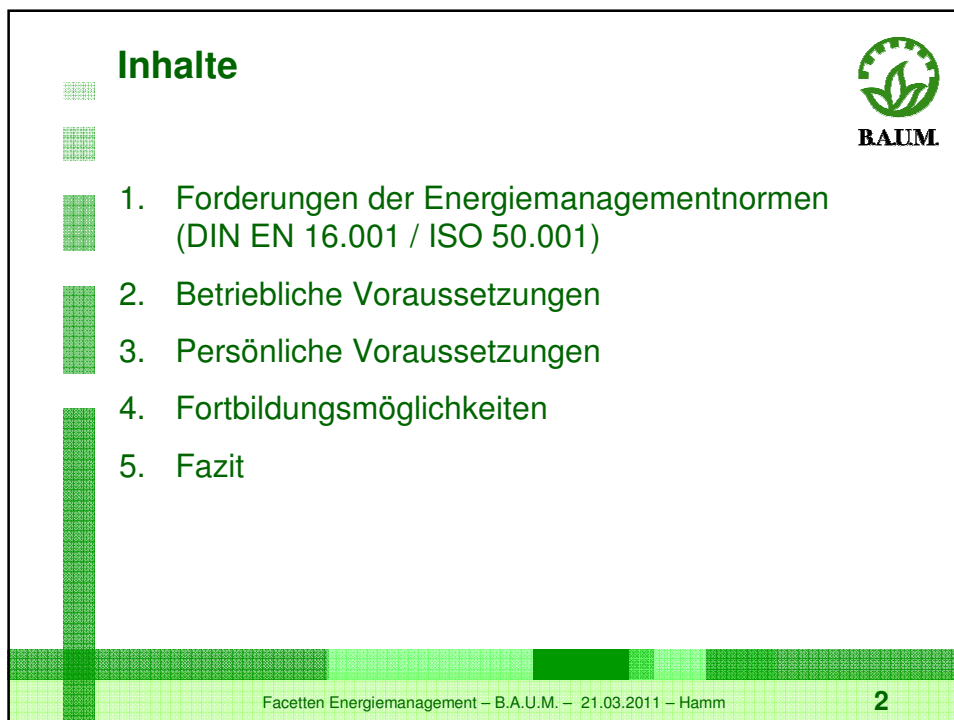 Inhalte
B.A.U.M.
1. Forderungen der Energiemanagementnormen
(DIN EN 16.001 / ISO 50.001)
2. Betriebliche Voraussetzungen
3. Persönliche Voraussetzungen
4. Fortbildungsmöglichkeiten
5. Fazit
Facetten Energiemanagement – B.A.U.M. – 21.03.2011 – Hamm
2